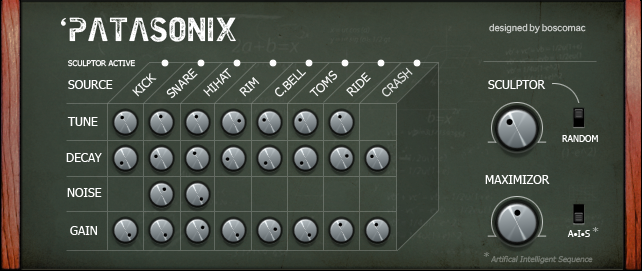 'PATASONIX
designed by boscomac
SCULPTOR ACTIVE
SOURCE KICK SNARE HIHAT RIM C.BELL TOMS RIDE CRASH
TUNE
DECAY
NOISE
GAIN
SCULPTOR
RANDOM
MAXIMIZOR
A•I•S*
* Artifical Intelligent Sequence